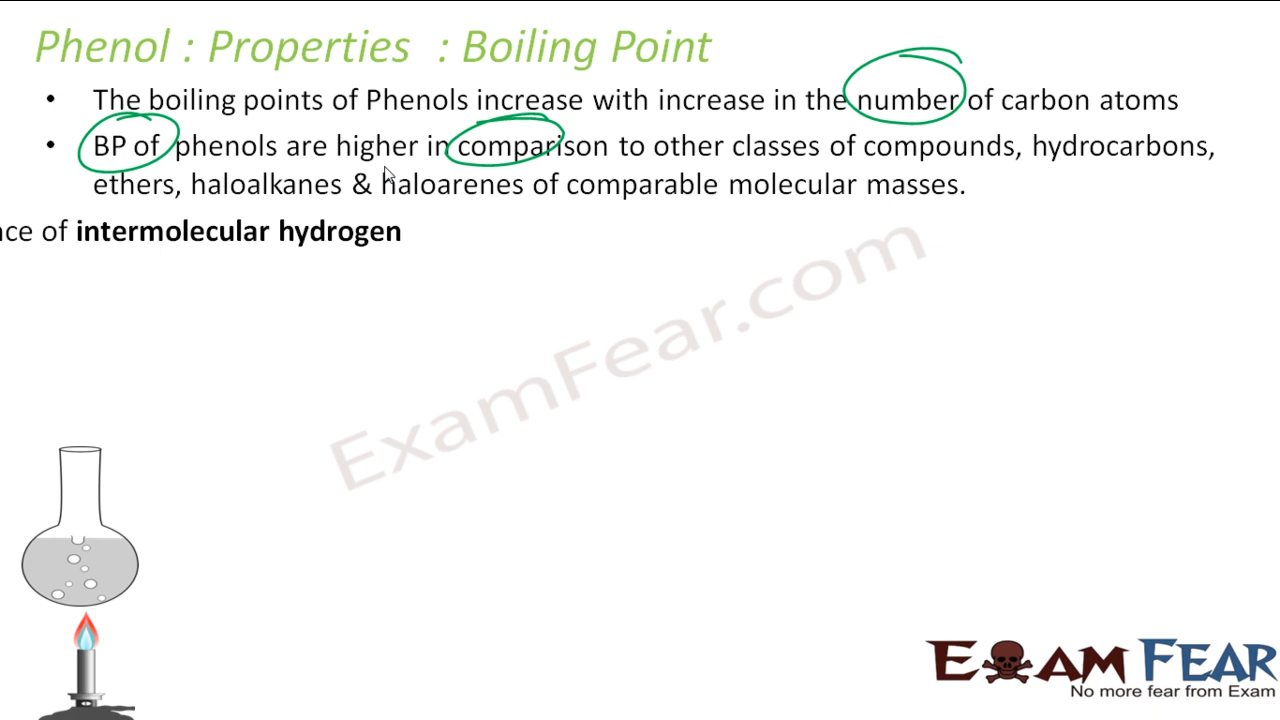 Phenol : Properties : Boiling Point
• The boiling points of Phenols increase with increase in the number of carbon atoms
• BP of phenols are higher in comparison to other classes of compounds, hydrocarbons,
ethers, haloalkanes & haloarenes of comparable molecular masses.
nce of intermolecular hydrogen
ExamFear.com
EXAM FEAR
No more fear from Exam